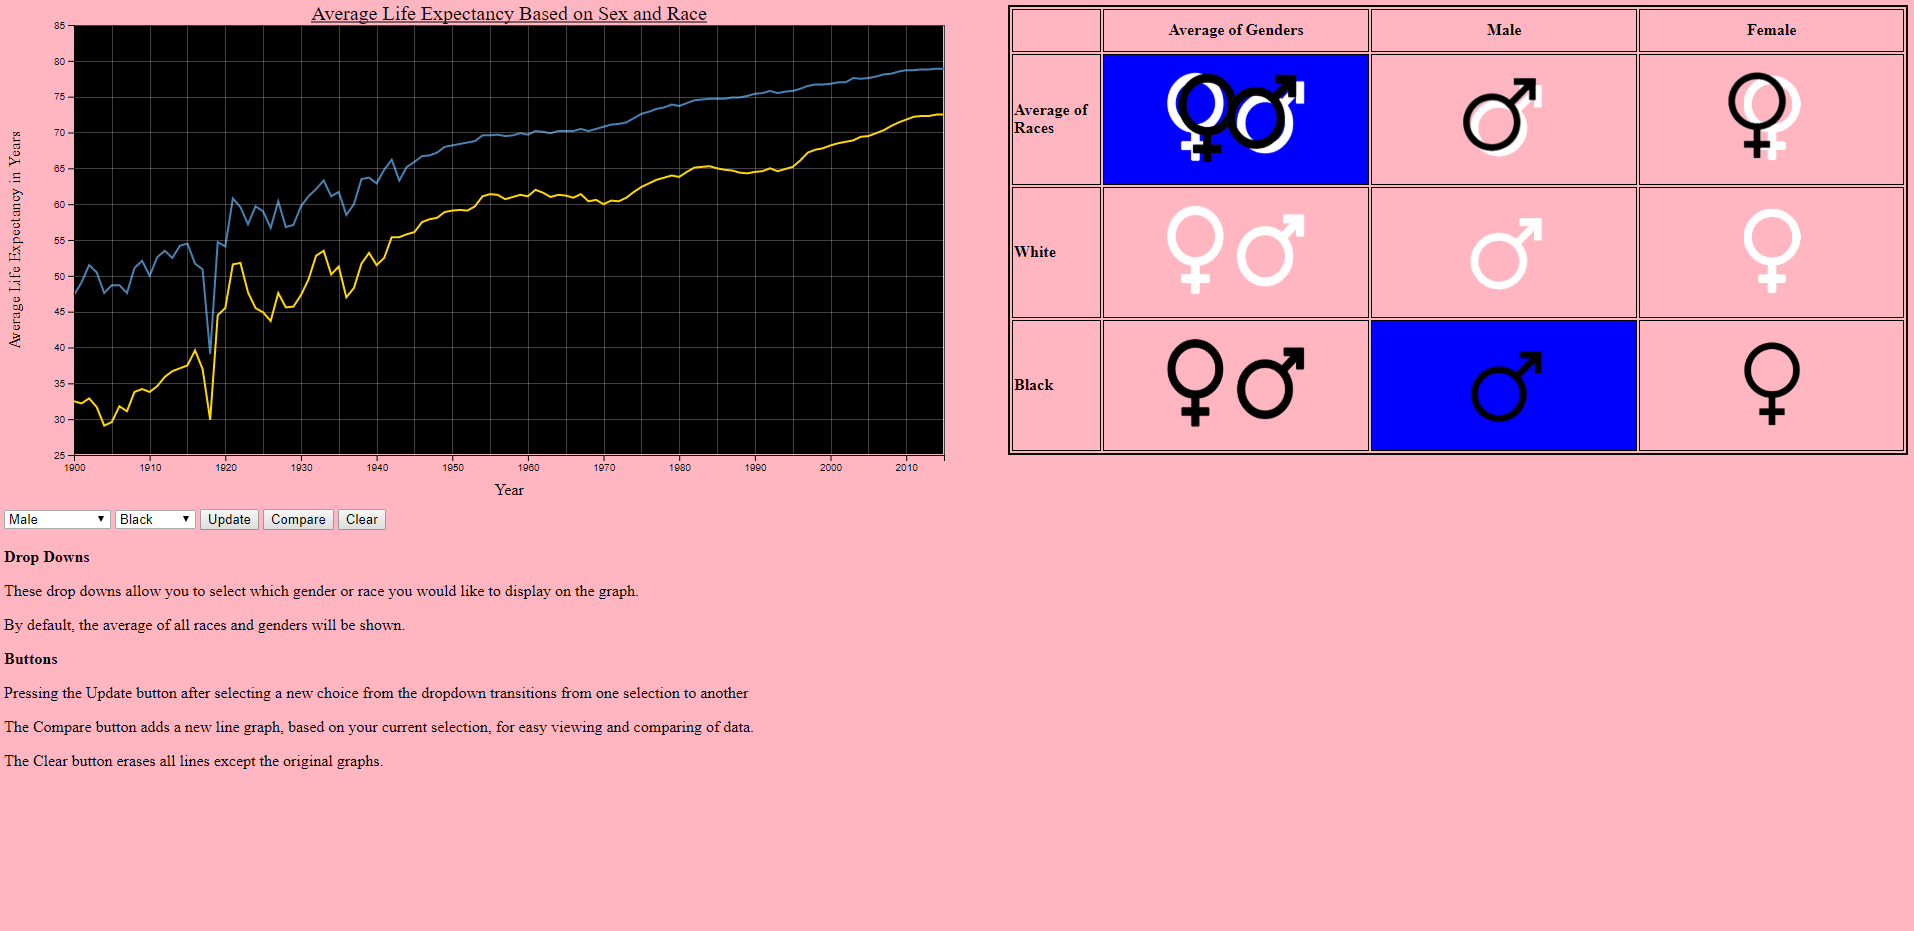 Average Life Expectancy Based on Sex and Race
85
80
75
70
65
60
55
50
45
40
35
30
25
Average Life Expectancy in Years
1900 1910 1920 1930 1940 1950 1960 1970 1980 1990 2000 2010
Year
Average of Genders Male Female
Average of
Races
White
Black
Male Black Update Compare Clear
Drop Downs
These drop downs allow you to select which gender or race you would like to display on the graph.
By default, the average of all races and genders will be shown.
Buttons
Pressing the Update button after selecting a new choice from the dropdown transitions from one selection to another
The Compare button adds a new line graph, based on your current selection, for easy viewing and comparing of data.
The Clear button erases all lines except the original graphs.